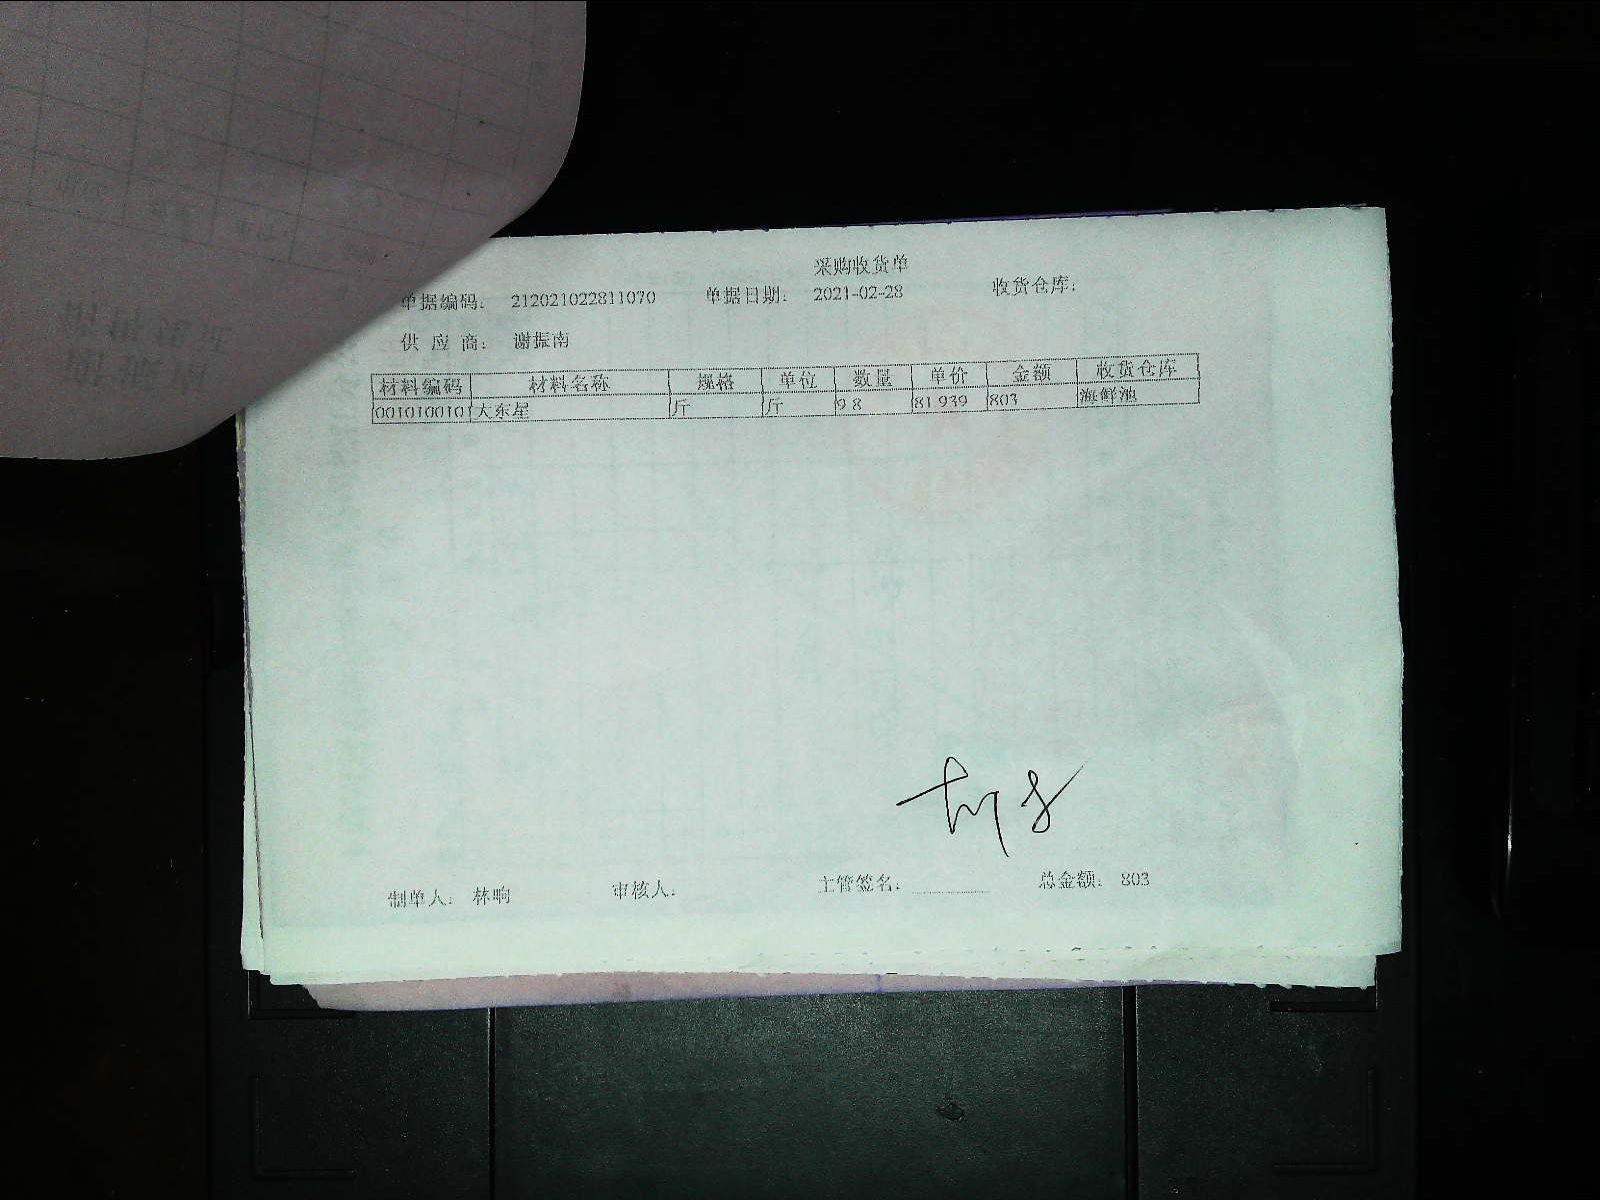 采购收货单
单据编码: 212021022811070 单据日期: 2021-02-28 收货仓库:
供应商: 谢振南
材料编码 材料名称 规格 单位 数量 单价 金额 收货仓库
0010100101 大东星 斤 斤 9.8 81.939 803 海鲜池
制单人: 林晌 审核人: 主管签名: 总金额: 803